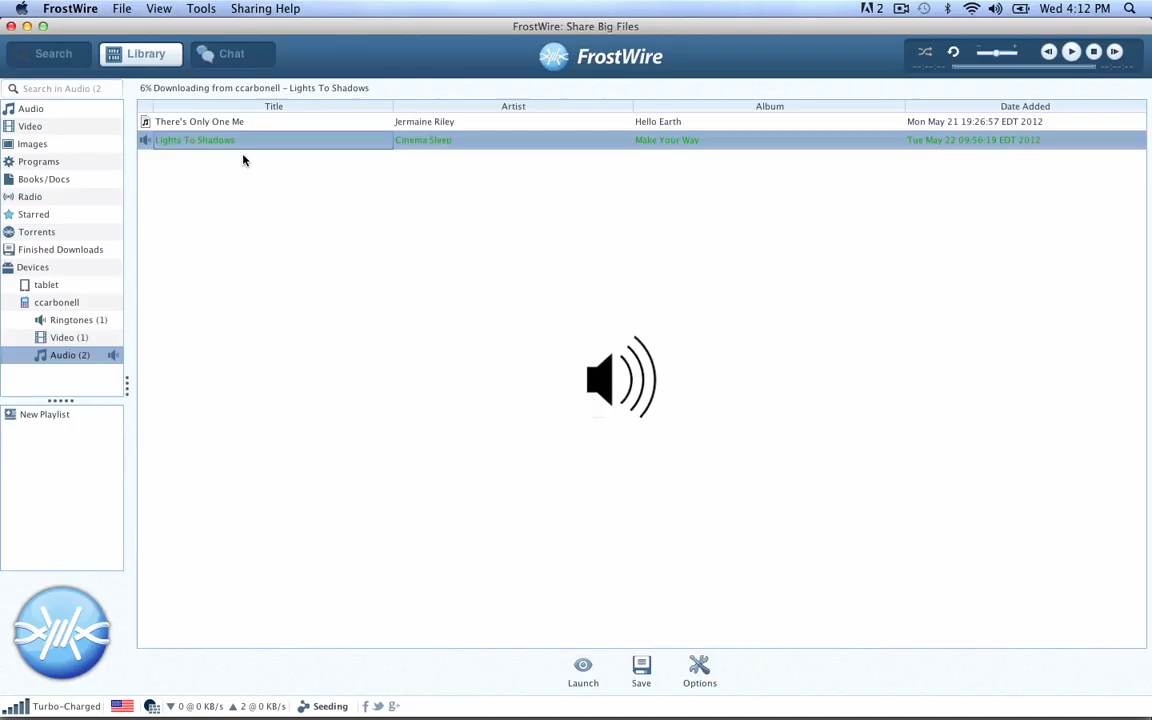 FrostWire File View Tools Sharing Help 2 Wed 4:12 PM
FrostWire: Share Big Files
Search Library Chat FrostWire
--:--:-- --:--:--
Search in Audio (2 6% Downloading from ccarbonell - Lights To Shadows
Title Artist Album Date Added
There's Only One Me Jermaine Riley Hello Earth Mon May 21 19:26:57 EDT 2012
Lights To Shadows Cinema Sleep Make Your Way Tue May 22 09:56:19 EDT 2012
Audio
Video
Images
Programs
Books/Docs
Radio
Starred
Torrents
Finished Downloads
Devices
tablet
ccarbonell
Ringtones (1)
Video (1)
Audio (2)
New Playlist
Launch Save Options
Turbo-Charged 0 @ 0 KB/s 2 @ 0 KB/s Seeding